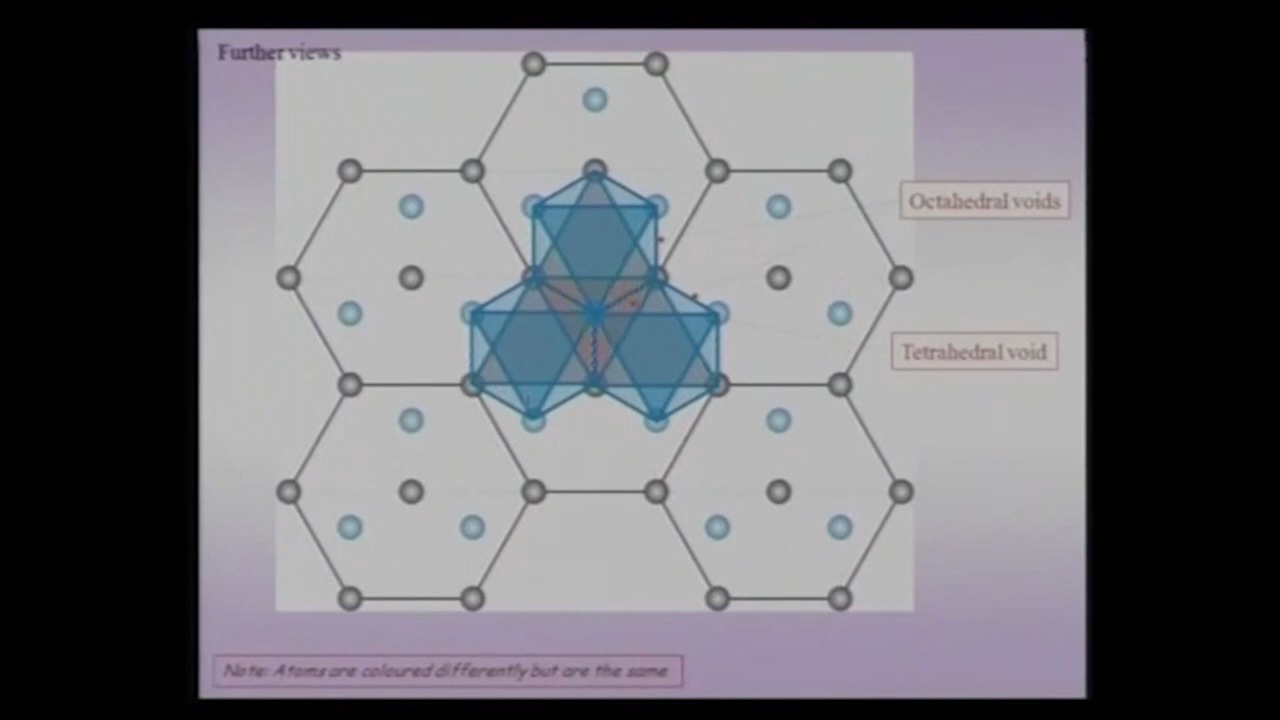 Further views
Octahedral voids
Tetrahedral void
Note: Atoms are coloured differently but are the same